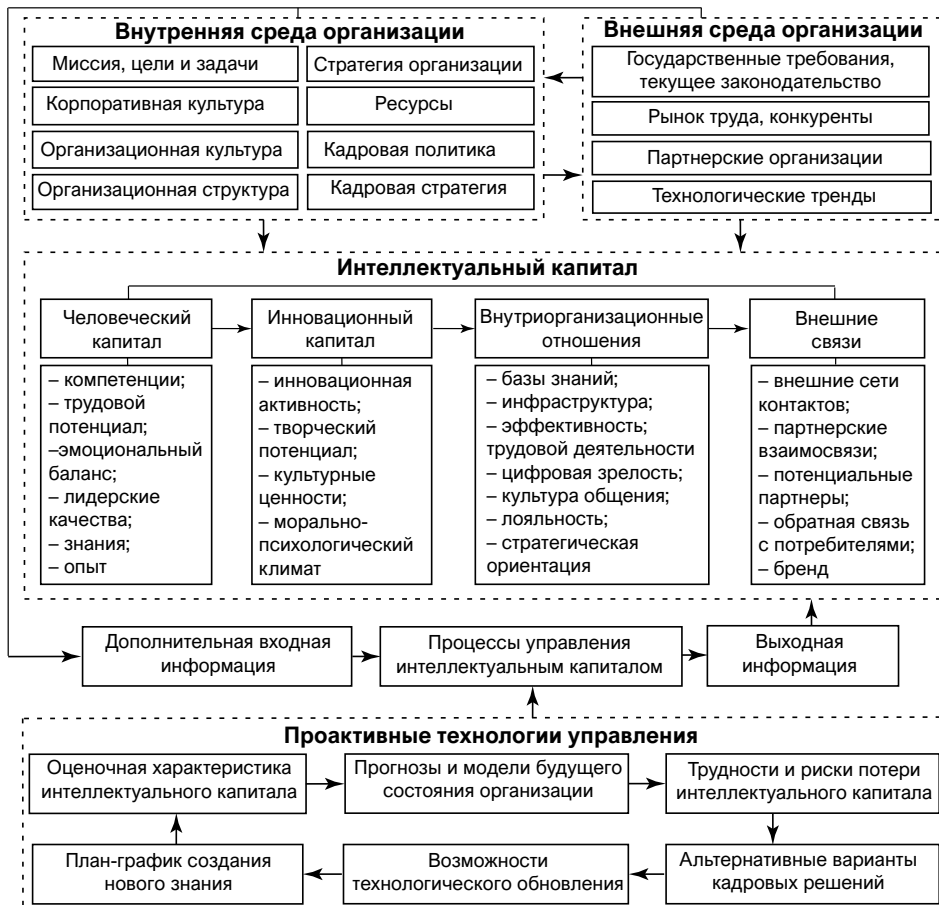 Внутренняя среда организации
Миссия, цели и задачи
Стратегия организации
Корпоративная культура
Ресурсы
Организационная культура
Кадровая политика
Организационная структура
Кадровая стратегия
Внешняя среда организации
Государственные требования,
текущее законодательство
Рынок труда, конкуренты
Партнерские организации
Технологические тренды
Интеллектуальный капитал
Человеческий
капитал
– компетенции;
– трудовой
потенциал;
–эмоциональный
баланс;
– лидерские
качества;
– знания;
– опыт
Инновационный
капитал
– инновационная
активность;
– творческий
потенциал;
– культурные
ценности;
– морально-
психологический
климат
Внутриорганизационные
отношения
– базы знаний;
– инфраструктура;
– эффективность;
трудовой деятельности
– цифровая зрелость;
– культура общения;
– лояльность;
– стратегическая
ориентация
Внешние
связи
– внешние сети
контактов;
– партнерские
взаимосвязи;
– потенциальные
партнеры;
– обратная связь
с потребителями;
– бренд
Дополнительная входная
информация
Процессы управления
интеллектуальным капиталом
Выходная
информация
Проактивные технологии управления
Оценочная характеристика
интеллектуального капитала
Прогнозы и модели будущего
состояния организации
Трудности и риски потери
интеллектуального капитала
План-график создания
нового знания
Возможности
технологического обновления
Альтернативные варианты
кадровых решений